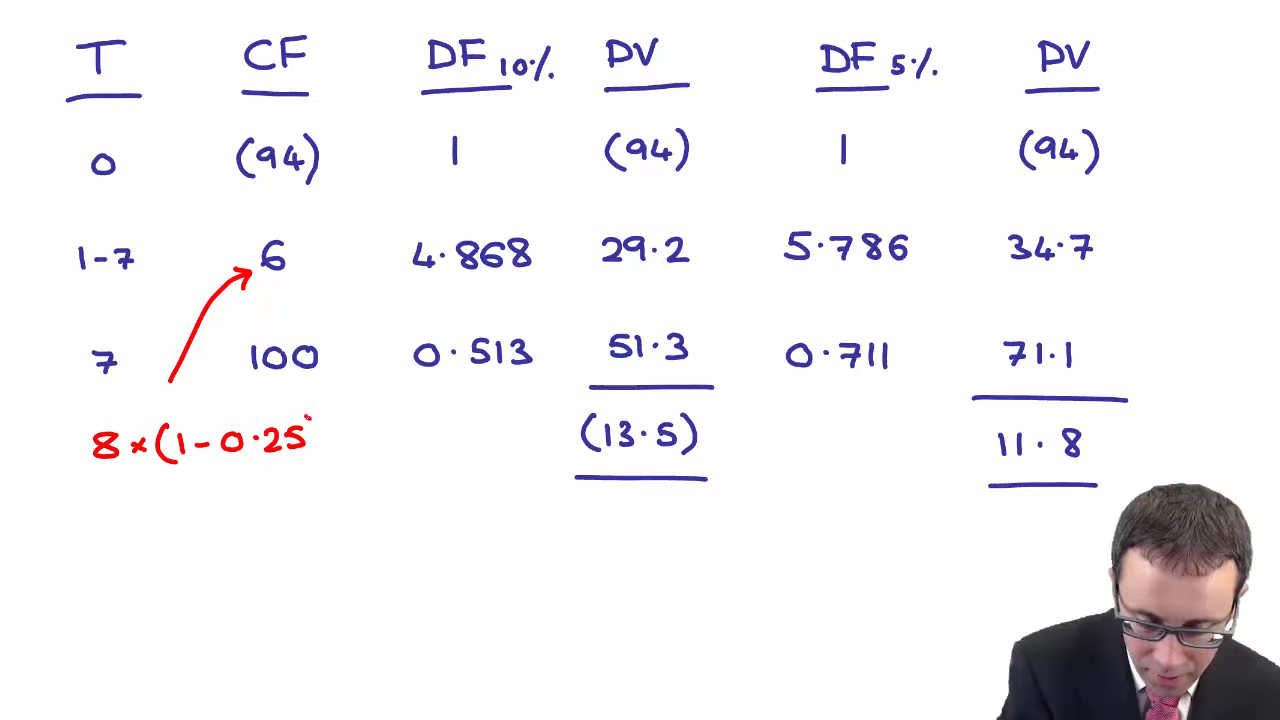 T CF DF 10% PV DF 5% PV
0 (94) 1 (94) 1 (94)
1-7 6 4.868 29.2 5.786 34.7
7 100 0.513 51.3 0.711 71.1
8×(1-0.25 (13.5) 11.8